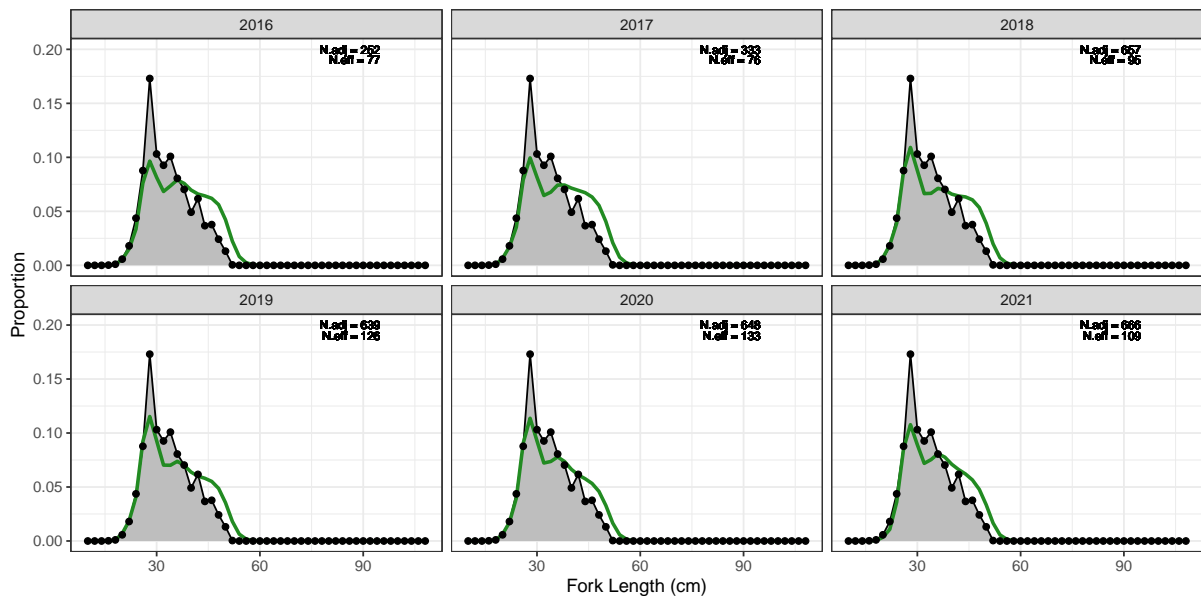 2016 2017 2018
N.adj = 252 N.adj = 333 N.adj = 657
N.eff = 77 N.eff = 76 N.eff = 95
0.20
0.15
0.10
0.05
0.00
2019 2020 2021
N.adj = 639 N.adj = 648 N.adj = 666
N.eff = 126 N.eff = 133 N.eff = 109
0.20
0.15
0.10
0.05
0.00
Proportion
30 60 90 30 60 90 30 60 90
Fork Length (cm)